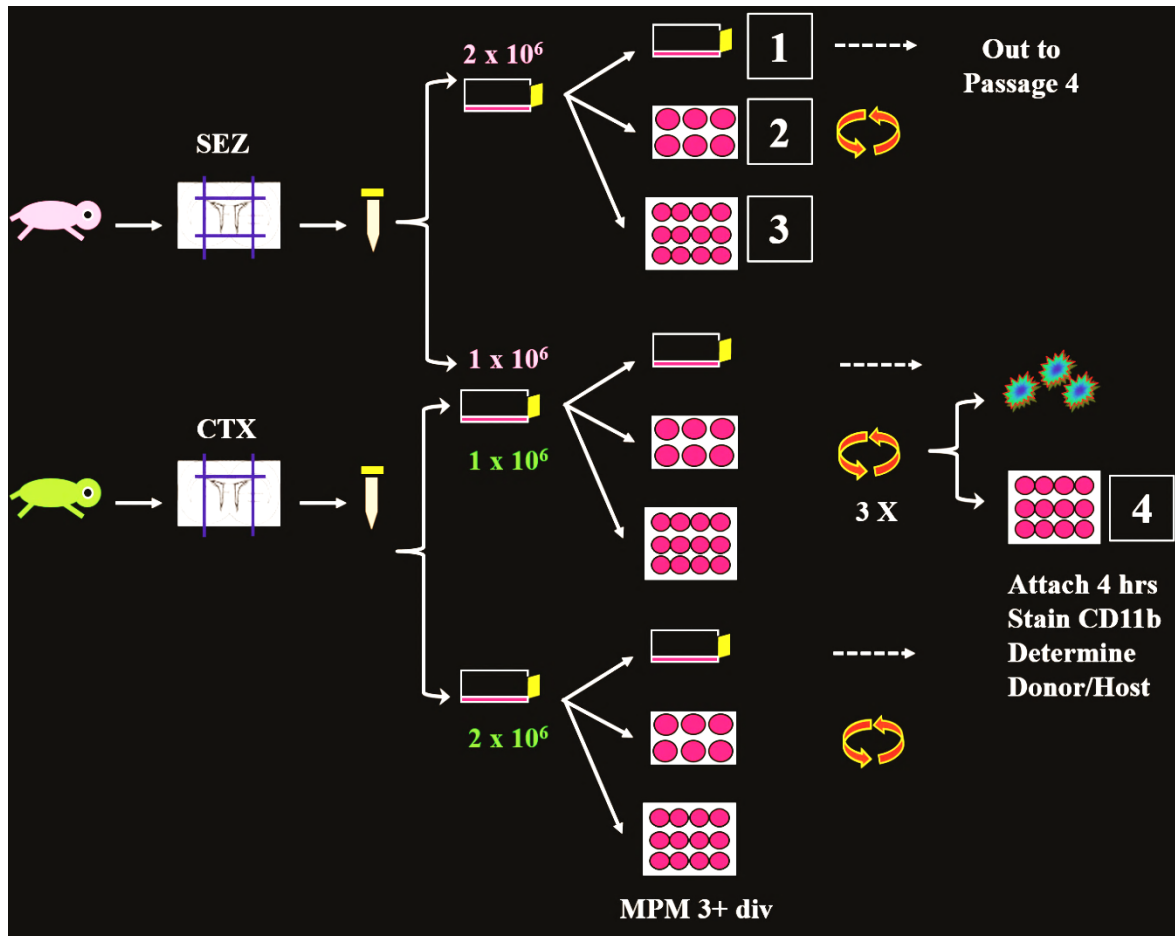 2 x 10⁶
1
Out to
Passage 4
2
SEZ
3
1 x 10⁶
CTX
1 x 10⁶
3 X
4
Attach 4 hrs
Stain CD11b
Determine
Donor/Host
2 x 10⁶
MPM 3+ div